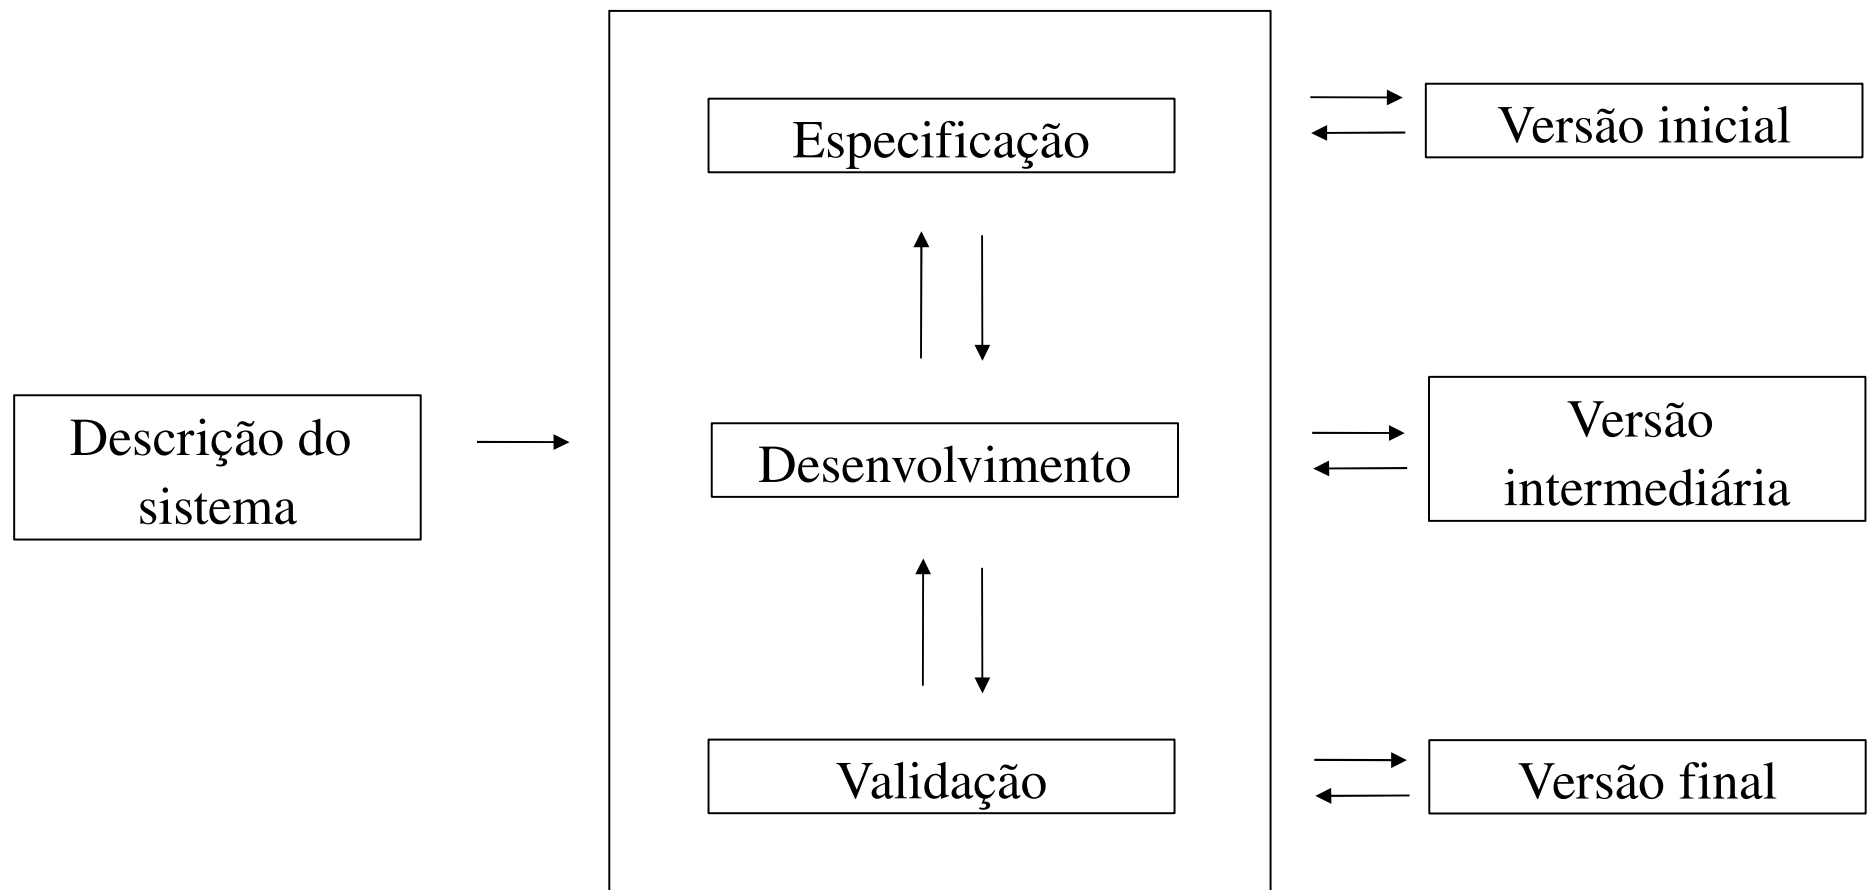 Especificação
Versão inicial
Descrição do
sistema
Desenvolvimento
Versão
intermediária
Validação
Versão final